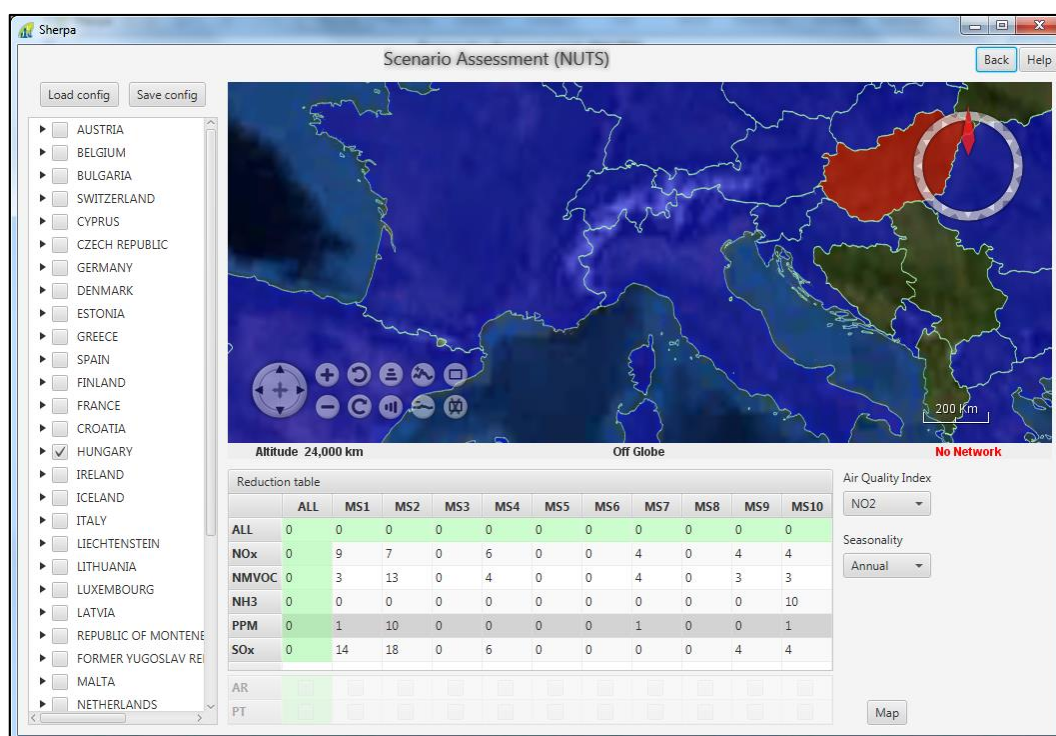 Sherpa
Scenario Assessment (NUTS)
Back
Help
Load config
Save config
AUSTRIA
BELGIUM
BULGARIA
SWITZERLAND
CYPRUS
CZECH REPUBLIC
GERMANY
DENMARK
ESTONIA
GREECE
SPAIN
FINLAND
FRANCE
CROATIA
HUNGARY
IRELAND
ICELAND
ITALY
LIECHTENSTEIN
LITHUANIA
LUXEMBOURG
LATVIA
REPUBLIC OF MONTENE
FORMER YUGOSLAV RE
MALTA
NETHERLANDS
200 Km
Altitude 24,000 km Off Globe No Network
Reduction table
ALL MS1 MS2 MS3 MS4 MS5 MS6 MS7 MS8 MS9 MS10
ALL 0 0 0 0 0 0 0 0 0 0 0
NOx 0 9 7 0 6 0 0 4 0 4 4
NMVOC 0 3 13 0 4 0 0 4 0 3 3
NH3 0 0 0 0 0 0 0 0 0 0 10
PPM 0 1 10 0 0 0 0 1 0 0 1
SOx 0 14 18 0 6 0 0 0 0 4 4
AR
PT
Air Quality Index
NO2
Seasonality
Annual
Map